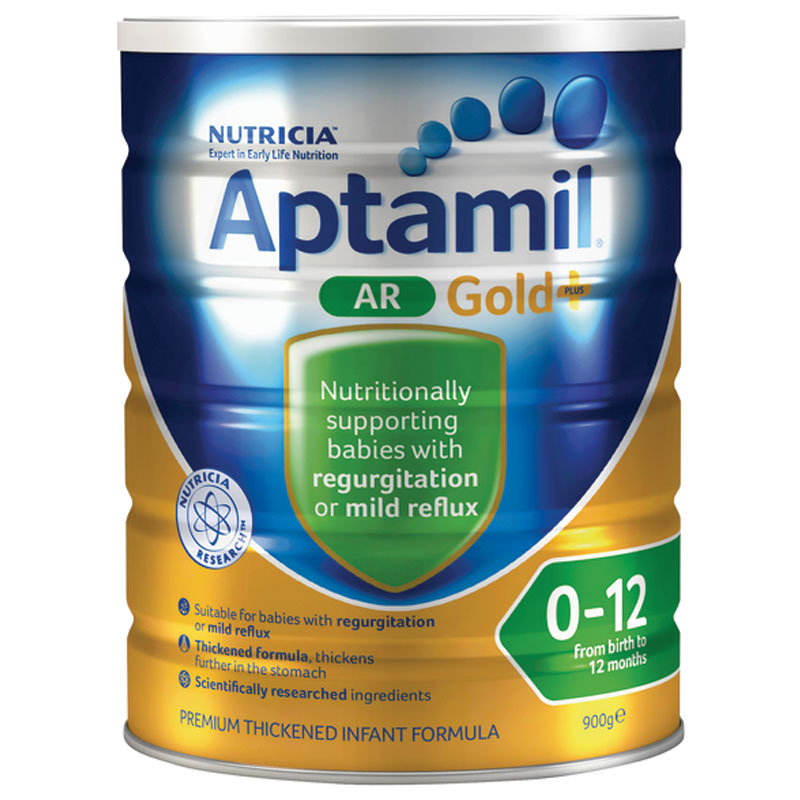 NUTRICIA™
Expert in Early Life Nutrition
Aptamil®
AR Gold+ PLUS
Nutritionally
supporting
babies with
regurgitation
or mild reflux
NUTRICIA
RESEARCH™
0-12
from birth to
12 months
Suitable for babies with regurgitation
or mild reflux
Thickened formula, thickens
further in the stomach
Scientifically researched ingredients
PREMIUM THICKENED INFANT FORMULA
900g℮